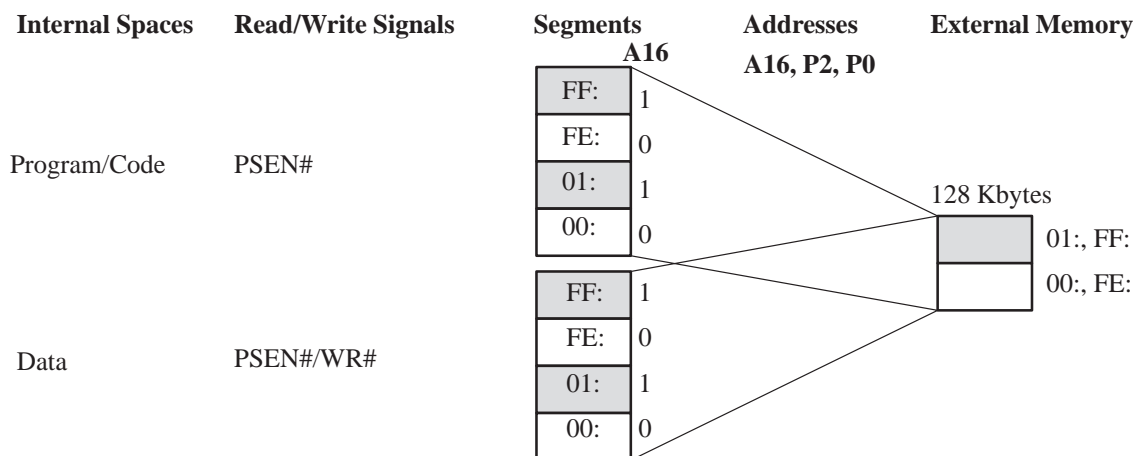 Internal Spaces Read/Write Signals Segments Addresses External Memory
A16 A16, P2, P0
FF: 1
FE: 0
Program/Code PSEN# 01: 1
00: 0
128 Kbytes
01:, FF:
00:, FE:
FF: 1
FE: 0
Data PSEN#/WR# 01: 1
00: 0